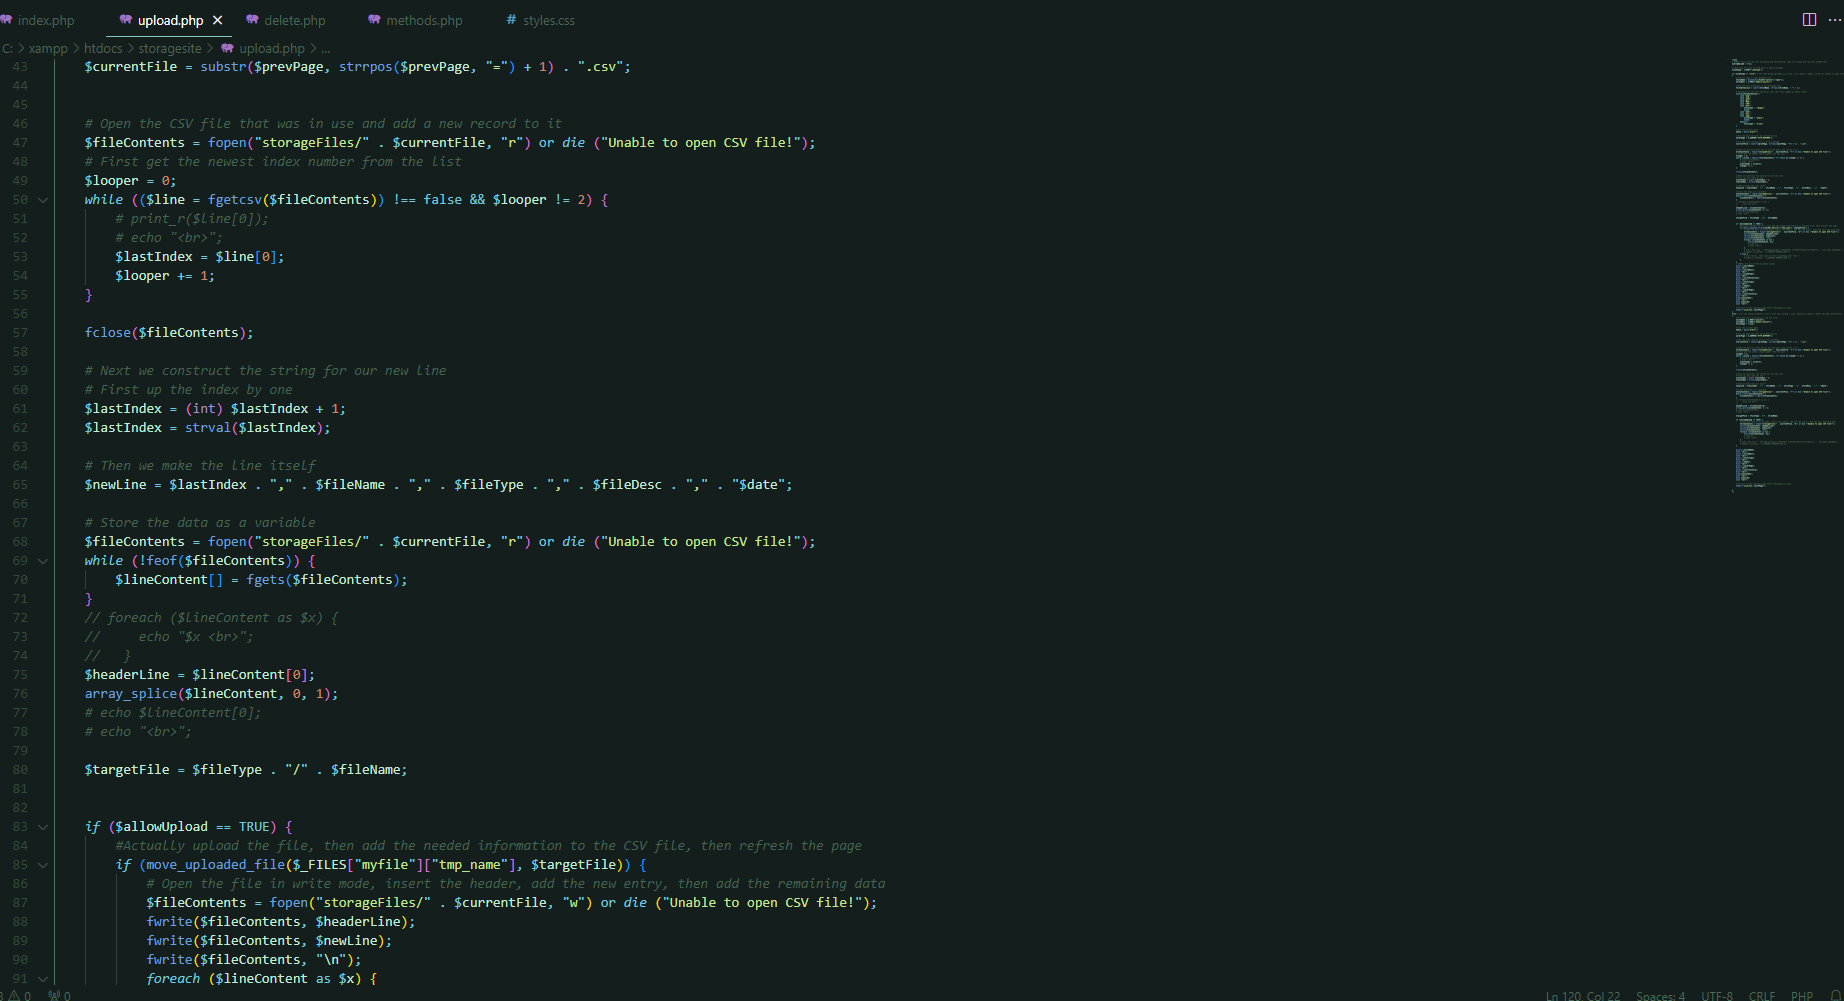 index.php upload.php delete.php methods.php # styles.css
C: > xampp > htdocs > storagesite > upload.php > ...
43 $currentFile = substr($prevPage, strrpos($prevPage, "=") + 1) . ".csv";
44
45
46 # Open the CSV file that was in use and add a new record to it
47 $fileContents = fopen("storageFiles/" . $currentFile, "r") or die ("Unable to open CSV file!");
48 # First get the newest index number from the list
49 $looper = 0;
50 while (($line = fgetcsv($fileContents)) !== false && $looper != 2) {
51 # print_r($line[0]);
52 # echo "<br>";
53 $lastIndex = $line[0];
54 $looper += 1;
55 }
56
57 fclose($fileContents);
58
59 # Next we construct the string for our new line
60 # First up the index by one
61 $lastIndex = (int) $lastIndex + 1;
62 $lastIndex = strval($lastIndex);
63
64 # Then we make the line itself
65 $newLine = $lastIndex . "," . $fileName . "," . $fileType . "," . $fileDesc . "," . "$date";
66
67 # Store the data as a variable
68 $fileContents = fopen("storageFiles/" . $currentFile, "r") or die ("Unable to open CSV file!");
69 while (!feof($fileContents)) {
70 $lineContent[] = fgets($fileContents);
71 }
72 // foreach ($lineContent as $x) {
73 // echo "$x <br>";
74 // }
75 $headerLine = $lineContent[0];
76 array_splice($lineContent, 0, 1);
77 # echo $lineContent[0];
78 # echo "<br>";
79
80 $targetFile = $fileType . "/" . $fileName;
81
82
83 if ($allowUpload == TRUE) {
84 #Actually upload the file, then add the needed information to the CSV file, then refresh the page
85 if (move_uploaded_file($_FILES["myfile"]["tmp_name"], $targetFile)) {
86 # Open the file in write mode, insert the header, add the new entry, then add the remaining data
87 $fileContents = fopen("storageFiles/" . $currentFile, "w") or die ("Unable to open CSV file!");
88 fwrite($fileContents, $headerLine);
89 fwrite($fileContents, $newLine);
90 fwrite($fileContents, "\n");
91 foreach ($lineContent as $x) {
0 0 Ln 120, Col 22 Spaces: 4 UTF-8 CRLF PHP